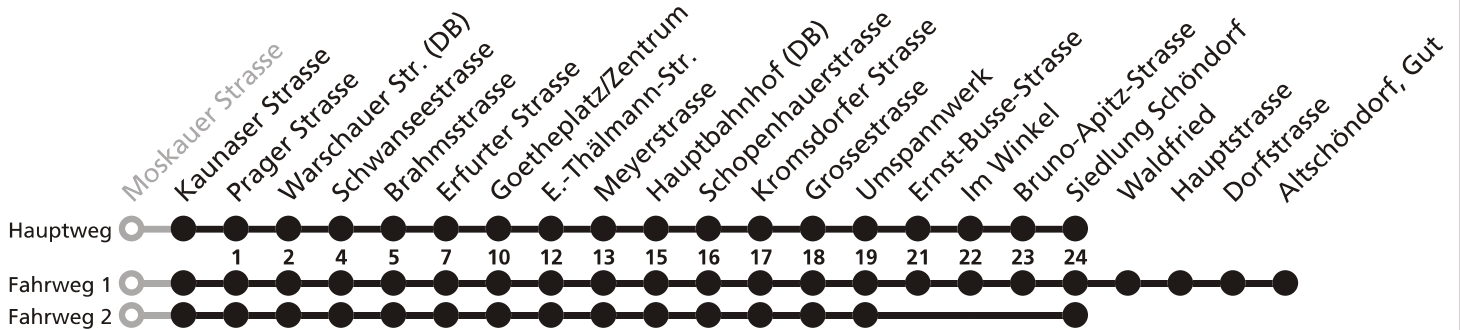 Moskauer Strasse
Kaunaser Strasse
Prager Strasse
Warschauer Str. (DB)
Schwanseestrasse
Brahmsstrasse
Erfurter Strasse
Goetheplatz/Zentrum
E.-Thälmann-Str.
Meyerstrasse
Hauptbahnhof (DB)
Schopenhauerstrasse
Kromsdorfer Strasse
Grossestrasse
Umspannwerk
Ernst-Busse-Strasse
Im Winkel
Bruno-Apitz-Strasse
Siedlung Schöndorf
Waldfried
Hauptstrasse
Dorfstrasse
Altschöndorf, Gut
Hauptweg
1 2 4 5 7 10 12 13 15 16 17 18 19 21 22 23 24
Fahrweg 1
Fahrweg 2